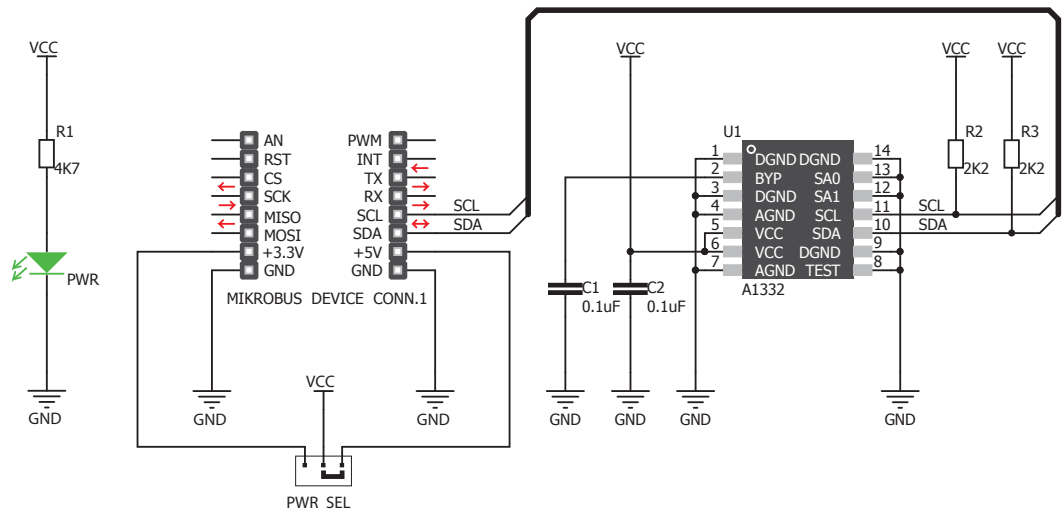 VCC
R1
4K7
PWR
GND
AN
RST
CS
SCK
MISO
MOSI
+3.3V
GND
PWM
INT
TX
RX
SCL
SDA
+5V
GND
SCL
SDA
MIKROBUS DEVICE CONN.1
GND
VCC
GND
PWR SEL
VCC
C1
0.1uF
C2
0.1uF
GND
GND
GND
U1
1 DGND DGND 14
2 BYP SA0 13
3 DGND SA1 12
4 AGND SCL 11
5 VCC SDA 10
6 VCC DGND 9
7 AGND TEST 8
A1332
SCL
SDA
VCC
R2
2K2
VCC
R3
2K2
GND